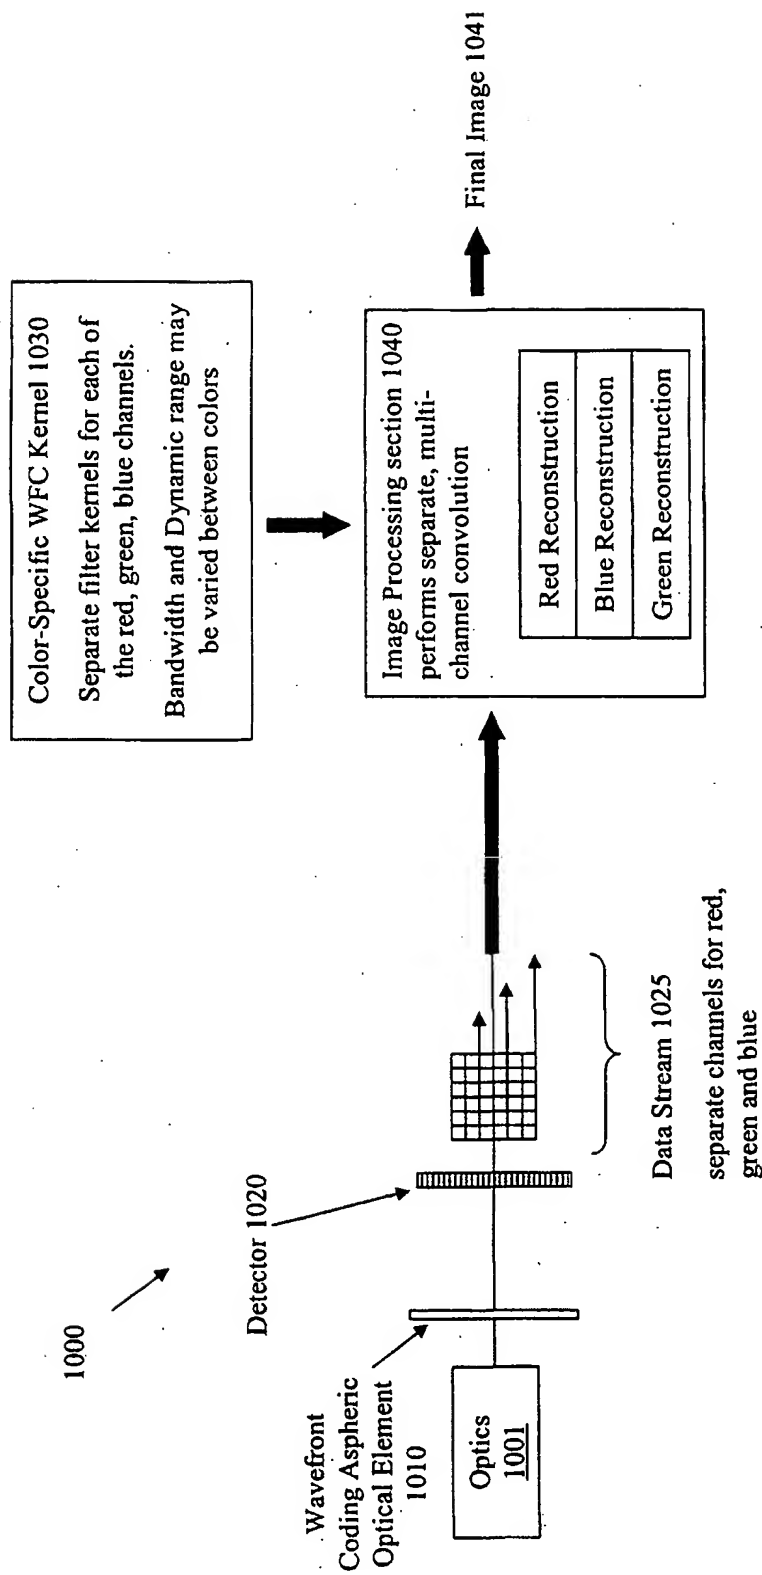 1000
Optics
1001
Wavefront
Coding Aspheric
Optical Element
1010
Detector 1020
Data Stream 1025
separate channels for red,
green and blue
Color-Specific WFC Kernel 1030
Separate filter kernels for each of
the red, green, blue channels.
Bandwidth and Dynamic range may
be varied between colors
Image Processing section 1040
performs separate, multi-
channel convolution
Red Reconstruction
Blue Reconstruction
Green Reconstruction
Final Image 1041